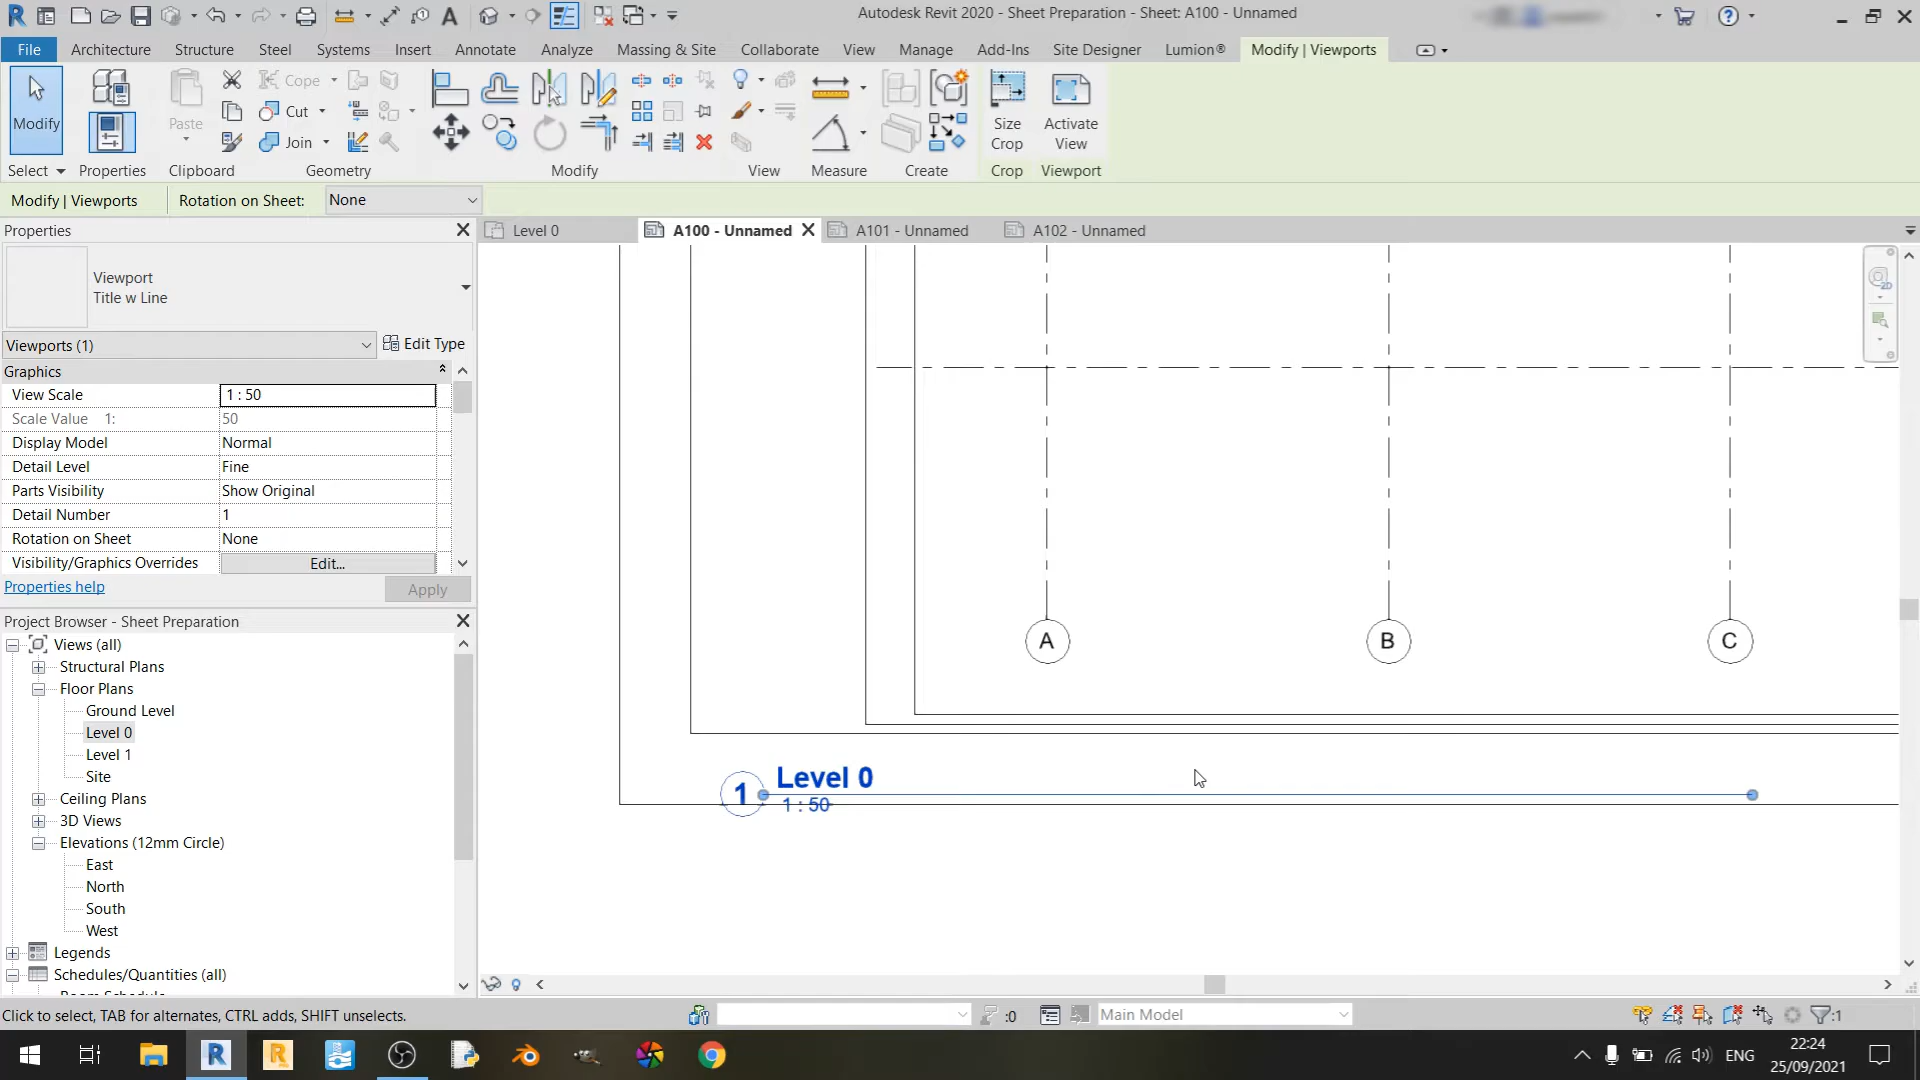 Autodesk Revit 2020 - Sheet Preparation - Sheet: A100 - Unnamed
File Architecture Structure Steel Systems Insert Annotate Analyze Massing & Site Collaborate View Manage Add-Ins Site Designer Lumion® Modify | Viewports
Modify
Paste
Cope
Cut
Join
Size Crop
Activate View
Select Properties Clipboard Geometry Modify View Measure Create Crop Viewport
Modify | Viewports Rotation on Sheet: None
Properties
Level 0 A100 - Unnamed A101 - Unnamed A102 - Unnamed
Viewport
Title w Line
Viewports (1) Edit Type
Graphics
View Scale 1 : 50
Scale Value 1: 50
Display Model Normal
Detail Level Fine
Parts Visibility Show Original
Detail Number 1
Rotation on Sheet None
Visibility/Graphics Overrides Edit...
Properties help Apply
Project Browser - Sheet Preparation
Views (all)
Structural Plans
Floor Plans
Ground Level
Level 0
Level 1
Site
Ceiling Plans
3D Views
Elevations (12mm Circle)
East
North
South
West
Legends
Schedules/Quantities (all)
A B C
1 Level 0
1 : 50
2D
Click to select, TAB for alternates, CTRL adds, SHIFT unselects.
:0
Main Model
:1
ENG
22:24
25/09/2021